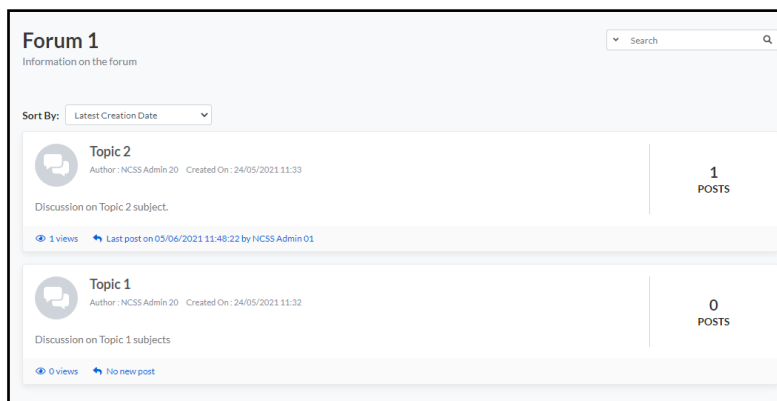 Forum 1
Search
Information on the forum
Sort By: Latest Creation Date
Topic 2
Author : NCSS Admin 20 Created On : 24/05/2021 11:33
1
POSTS
Discussion on Topic 2 subject.
1 views Last post on 05/06/2021 11:48:22 by NCSS Admin 01
Topic 1
Author : NCSS Admin 20 Created On : 24/05/2021 11:32
0
POSTS
Discussion on Topic 1 subjects
0 views No new post